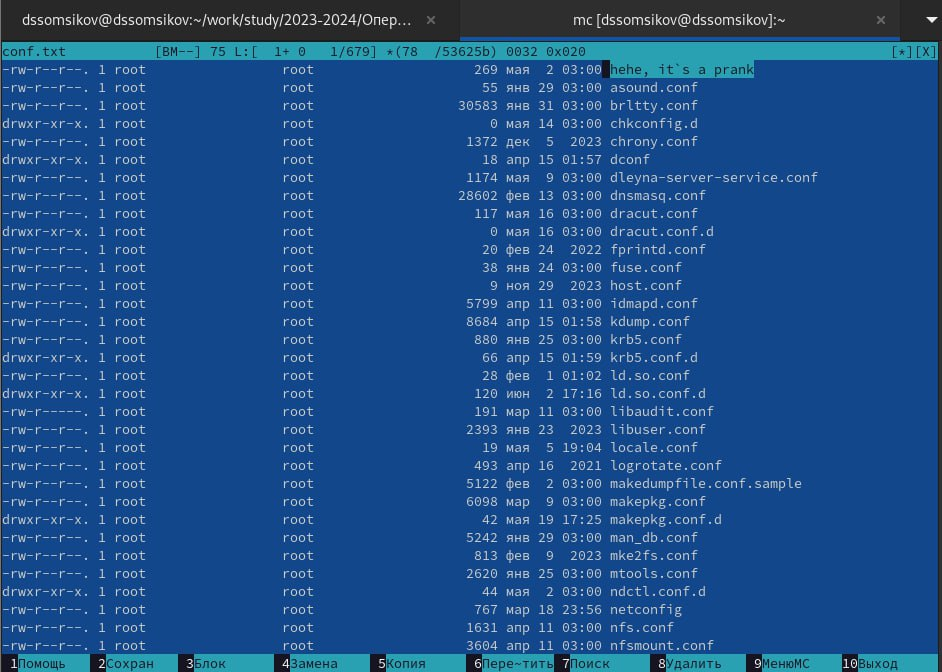 dssomsikov@dssomsikov:~/work/study/2023-2024/Опер... × mc [dssomsikov@dssomsikov]:~ ×
conf.txt [BM--] 75 L:[ 1+ 0 1/679] *(78 /53625b) 0032 0x020 [*][X]
-rw-r--r--. 1 root root 269 мая 2 03:00 hehe, it`s a prank
-rw-r--r--. 1 root root 55 янв 29 03:00 asound.conf
-rw-r--r--. 1 root root 30583 янв 31 03:00 brltty.conf
drwxr-xr-x. 1 root root 0 мая 14 03:00 chkconfig.d
-rw-r--r--. 1 root root 1372 дек 5 2023 chrony.conf
drwxr-xr-x. 1 root root 18 апр 15 01:57 dconf
-rw-r--r--. 1 root root 1174 мая 9 03:00 dleyna-server-service.conf
-rw-r--r--. 1 root root 28602 фев 13 03:00 dnsmasq.conf
-rw-r--r--. 1 root root 117 мая 16 03:00 dracut.conf
drwxr-xr-x. 1 root root 0 мая 16 03:00 dracut.conf.d
-rw-r--r--. 1 root root 20 фев 24 2022 fprintd.conf
-rw-r--r--. 1 root root 38 янв 24 03:00 fuse.conf
-rw-r--r--. 1 root root 9 ноя 29 2023 host.conf
-rw-r--r--. 1 root root 5799 апр 11 03:00 idmapd.conf
-rw-r--r--. 1 root root 8684 апр 15 01:58 kdump.conf
-rw-r--r--. 1 root root 880 янв 25 03:00 krb5.conf
drwxr-xr-x. 1 root root 66 апр 15 01:59 krb5.conf.d
-rw-r--r--. 1 root root 28 фев 1 01:02 ld.so.conf
drwxr-xr-x. 1 root root 120 июн 2 17:16 ld.so.conf.d
-rw-r-----. 1 root root 191 мар 11 03:00 libaudit.conf
-rw-r--r--. 1 root root 2393 янв 23 2023 libuser.conf
-rw-r--r--. 1 root root 19 мая 5 19:04 locale.conf
-rw-r--r--. 1 root root 493 апр 16 2021 logrotate.conf
-rw-r--r--. 1 root root 5122 фев 2 03:00 makedumpfile.conf.sample
-rw-r--r--. 1 root root 6098 мар 9 03:00 makepkg.conf
drwxr-xr-x. 1 root root 42 мая 19 17:25 makepkg.conf.d
-rw-r--r--. 1 root root 5242 янв 29 03:00 man_db.conf
-rw-r--r--. 1 root root 813 фев 9 2023 mke2fs.conf
-rw-r--r--. 1 root root 2620 янв 25 03:00 mtools.conf
drwxr-xr-x. 1 root root 44 мая 2 03:00 ndctl.conf.d
-rw-r--r--. 1 root root 767 мар 18 23:56 netconfig
-rw-r--r--. 1 root root 1631 апр 11 03:00 nfs.conf
-rw-r--r--. 1 root root 3604 апр 11 03:00 nfsmount.conf
1Помощь 2Сохран 3Блок 4Замена 5Копия 6Пере~тить 7Поиск 8Удалить 9МенюMC 10Выход